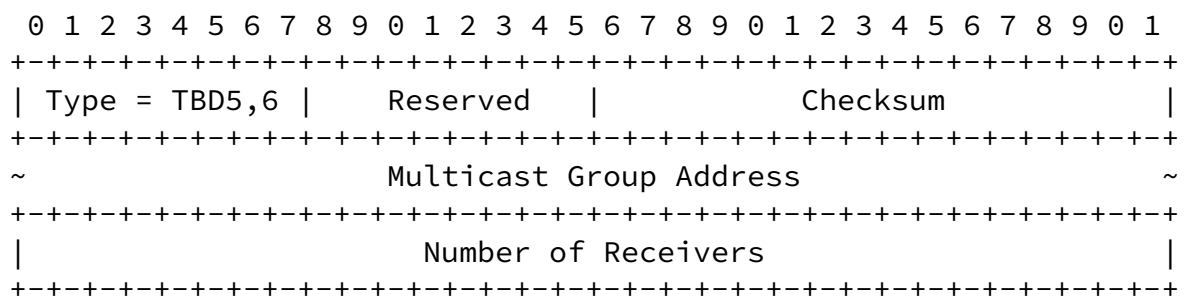 0 1 2 3 4 5 6 7 8 9 0 1 2 3 4 5 6 7 8 9 0 1 2 3 4 5 6 7 8 9 0 1
+-+-+-+-+-+-+-+-+-+-+-+-+-+-+-+-+-+-+-+-+-+-+-+-+-+-+-+-+-+-+-+-+
| Type = TBD5,6 |    Reserved   |           Checksum            |
+-+-+-+-+-+-+-+-+-+-+-+-+-+-+-+-+-+-+-+-+-+-+-+-+-+-+-+-+-+-+-+-+
~                    Multicast Group Address                    ~
+-+-+-+-+-+-+-+-+-+-+-+-+-+-+-+-+-+-+-+-+-+-+-+-+-+-+-+-+-+-+-+-+
|                      Number of Receivers                      |
+-+-+-+-+-+-+-+-+-+-+-+-+-+-+-+-+-+-+-+-+-+-+-+-+-+-+-+-+-+-+-+-+